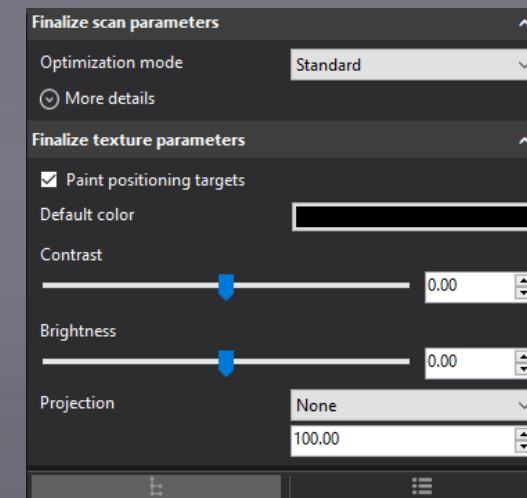 Finalize scan parameters
Optimization mode Standard
More details
Finalize texture parameters
Paint positioning targets
Default color
Contrast
0.00
Brightness
0.00
Projection None
100.00